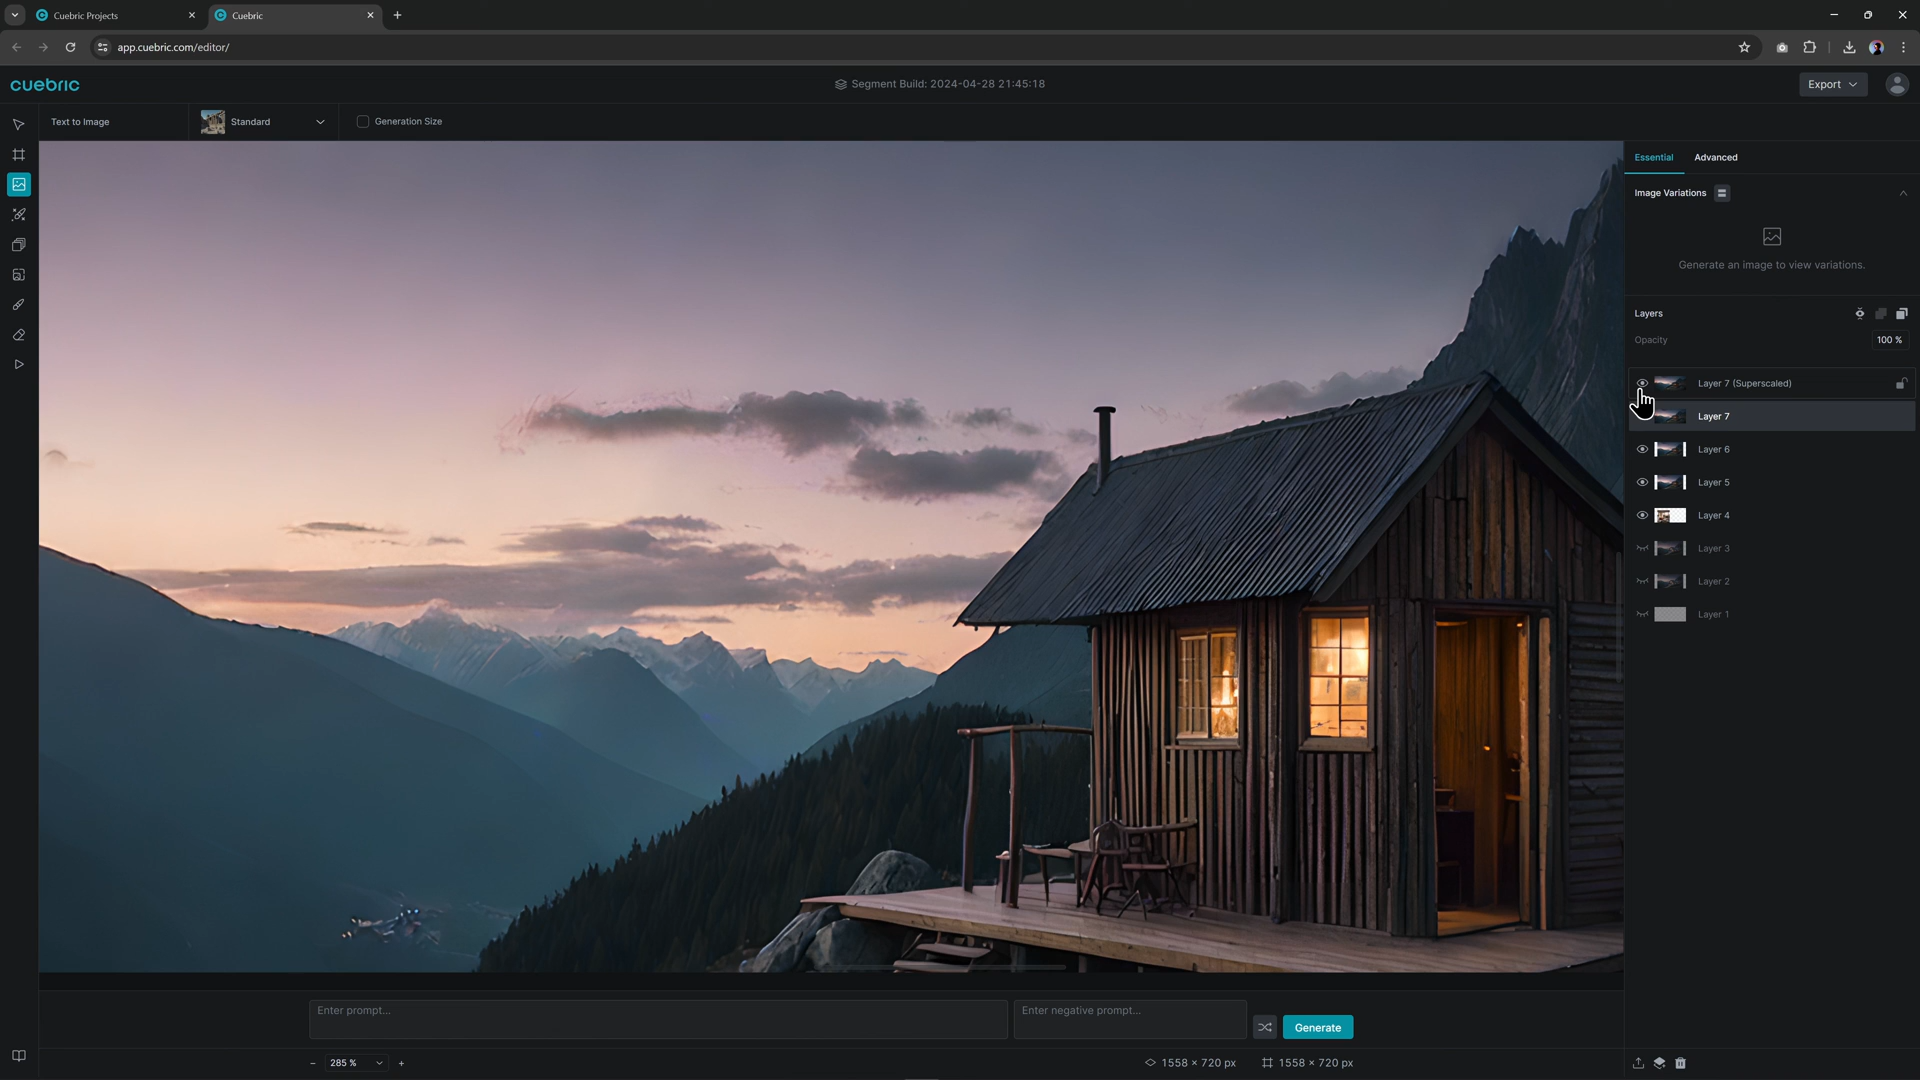 Cuebric Projects
Cuebric
app.cuebric.com/editor/
cuebric
Segment Build: 2024-04-28 21:45:18
Export
Text to Image
Standard
Generation Size
Essential
Advanced
Image Variations
Generate an image to view variations.
Layers
Opacity
100 %
Layer 7 (Superscaled)
Layer 7
Layer 6
Layer 5
Layer 4
Layer 3
Layer 2
Layer 1
Enter prompt...
Enter negative prompt...
Generate
285 %
1558 × 720 px
1558 × 720 px